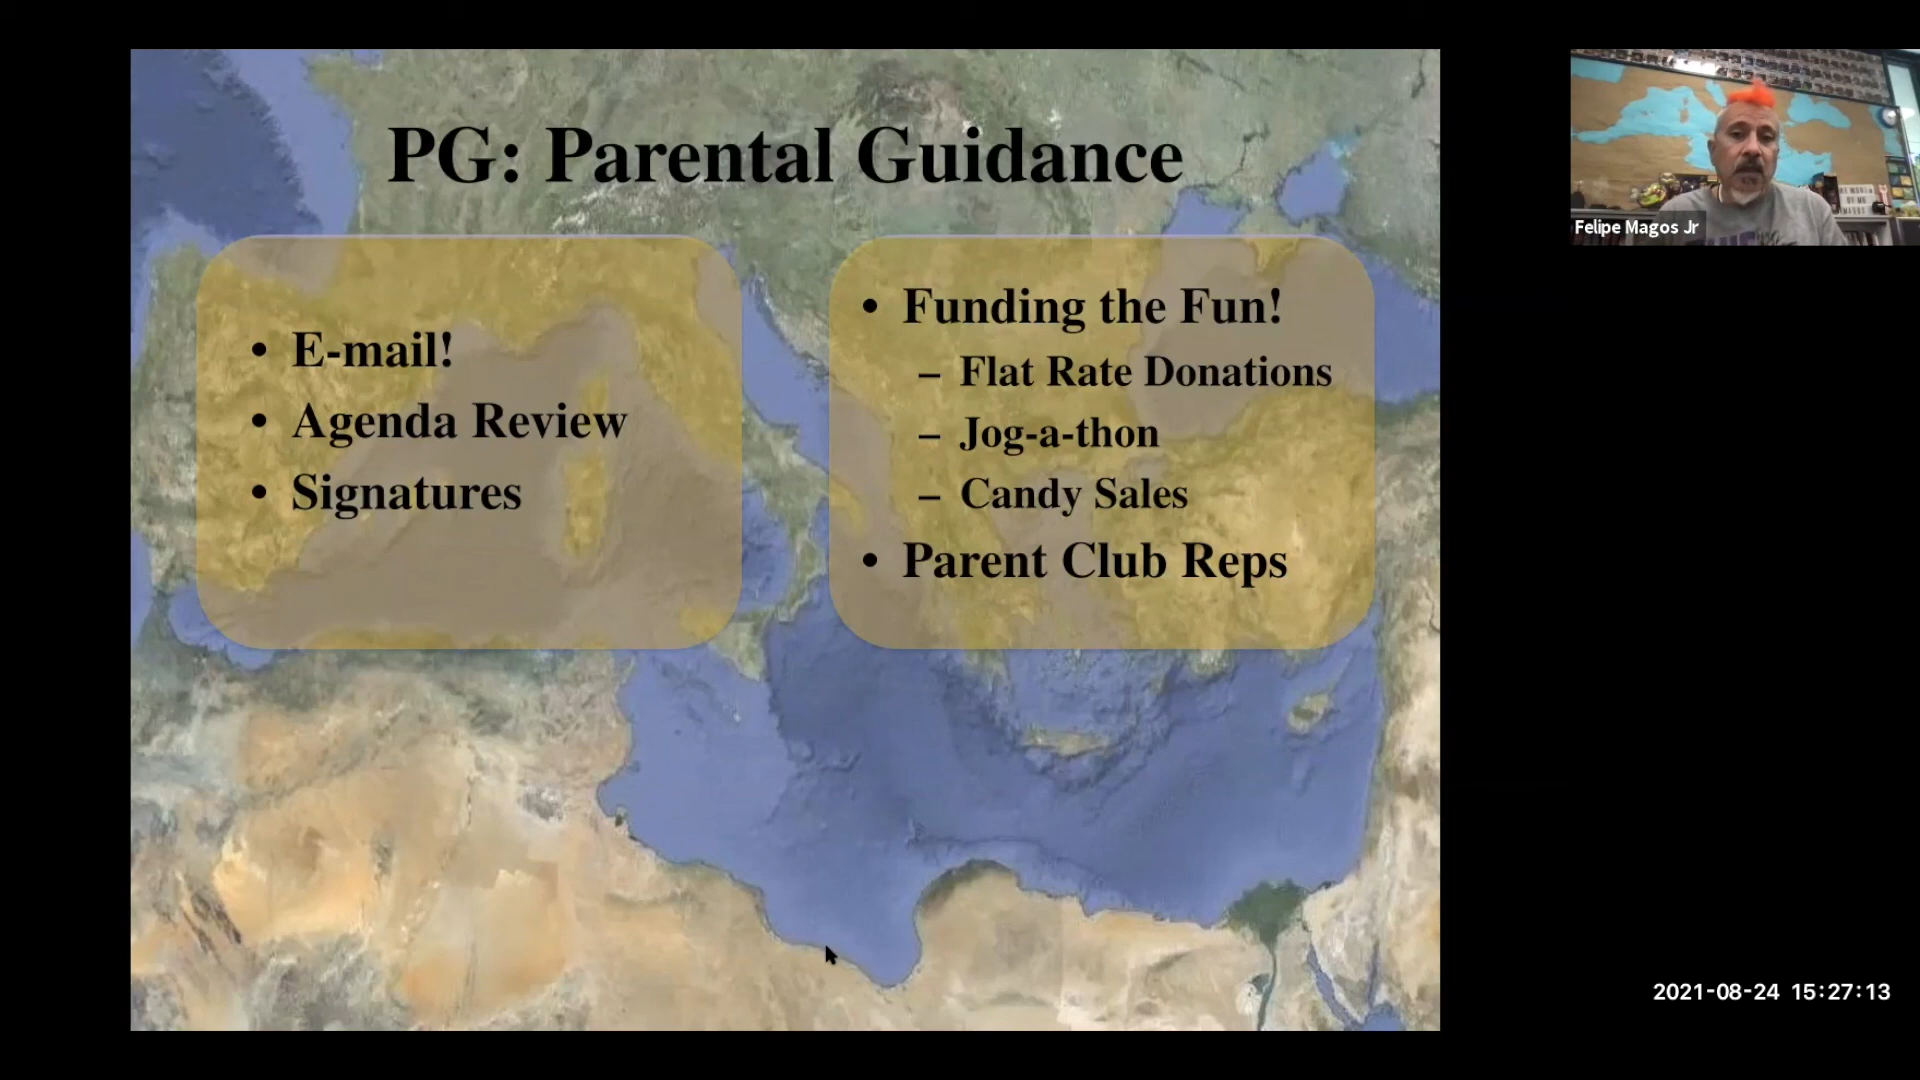 PG: Parental Guidance
• E-mail!
• Agenda Review
• Signatures
• Funding the Fun!
– Flat Rate Donations
– Jog-a-thon
– Candy Sales
• Parent Club Reps
Felipe Magos Jr
2021-08-24 15:27:13